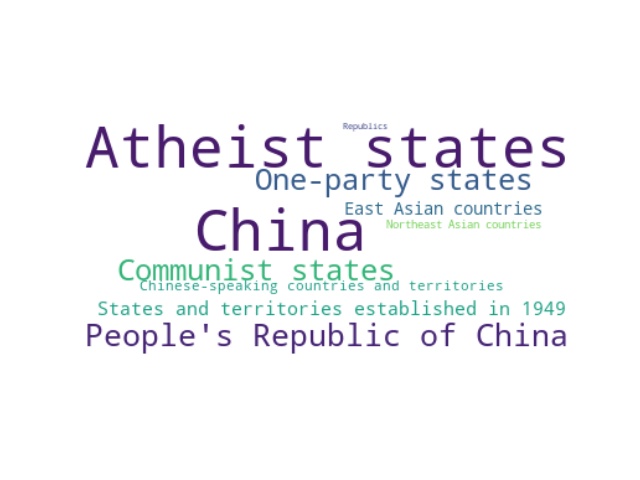 Republics
Atheist states
One-party states
East Asian countries
China
Northeast Asian countries
Communist states
Chinese-speaking countries and territories
States and territories established in 1949
People's Republic of China